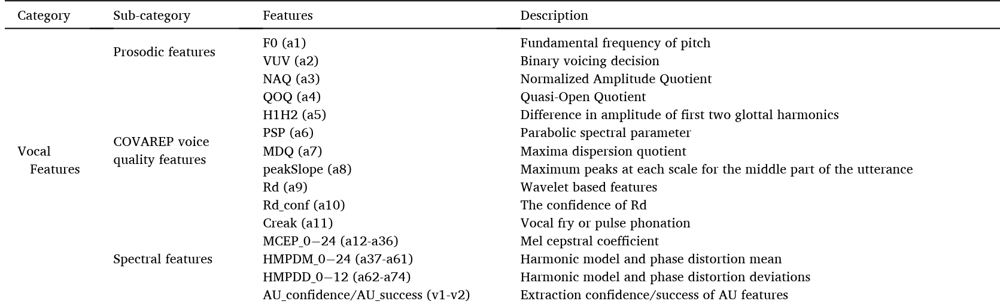 Category Sub-category Features Description
Prosodic features
F0 (a1) Fundamental frequency of pitch
VUV (a2) Binary voicing decision
NAQ (a3) Normalized Amplitude Quotient
QOQ (a4) Quasi-Open Quotient
H1H2 (a5) Difference in amplitude of first two glottal harmonics
PSP (a6) Parabolic spectral parameter
Vocal
Features
COVAREP voice
quality features
MDQ (a7) Maxima dispersion quotient
peakSlope (a8) Maximum peaks at each scale for the middle part of the utterance
Rd (a9) Wavelet based features
Rd_conf (a10) The confidence of Rd
Creak (a11) Vocal fry or pulse phonation
MCEP_0−24 (a12-a36) Mel cepstral coefficient
Spectral features HMPDM_0−24 (a37-a61) Harmonic model and phase distortion mean
HMPDD_0−12 (a62-a74) Harmonic model and phase distortion deviations
AU_confidence/AU_success (v1-v2) Extraction confidence/success of AU features